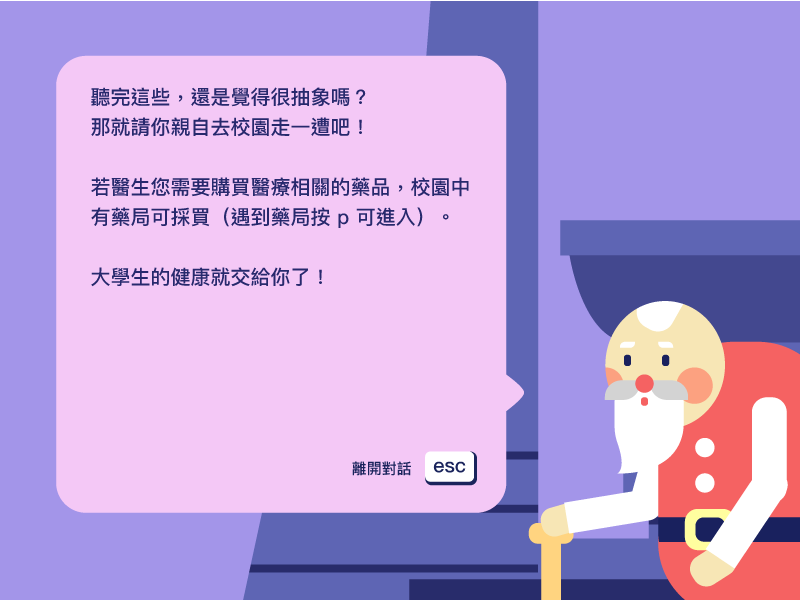 聽完這些，還是覺得很抽象嗎？
那就請你親自去校園走一遭吧！
若醫生您需要購買醫療相關的藥品，校園中
有藥局可採買（遇到藥局按 p 可進入）。
大學生的健康就交給你了！
離開對話 esc